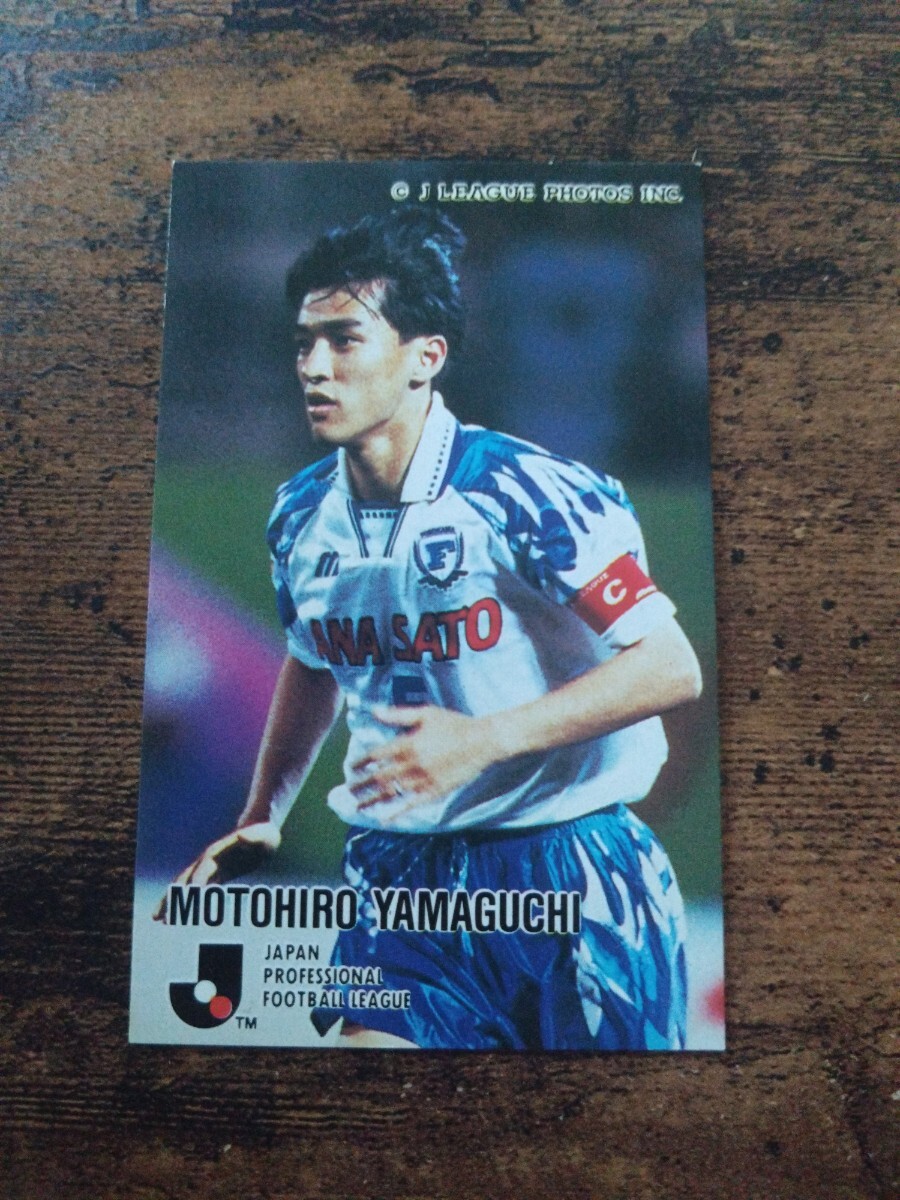 © J LEAGUE PHOTOS INC.
F
ANA SATO
C
MOTOHIRO YAMAGUCHI
JAPAN
PROFESSIONAL
FOOTBALL LEAGUE
TM